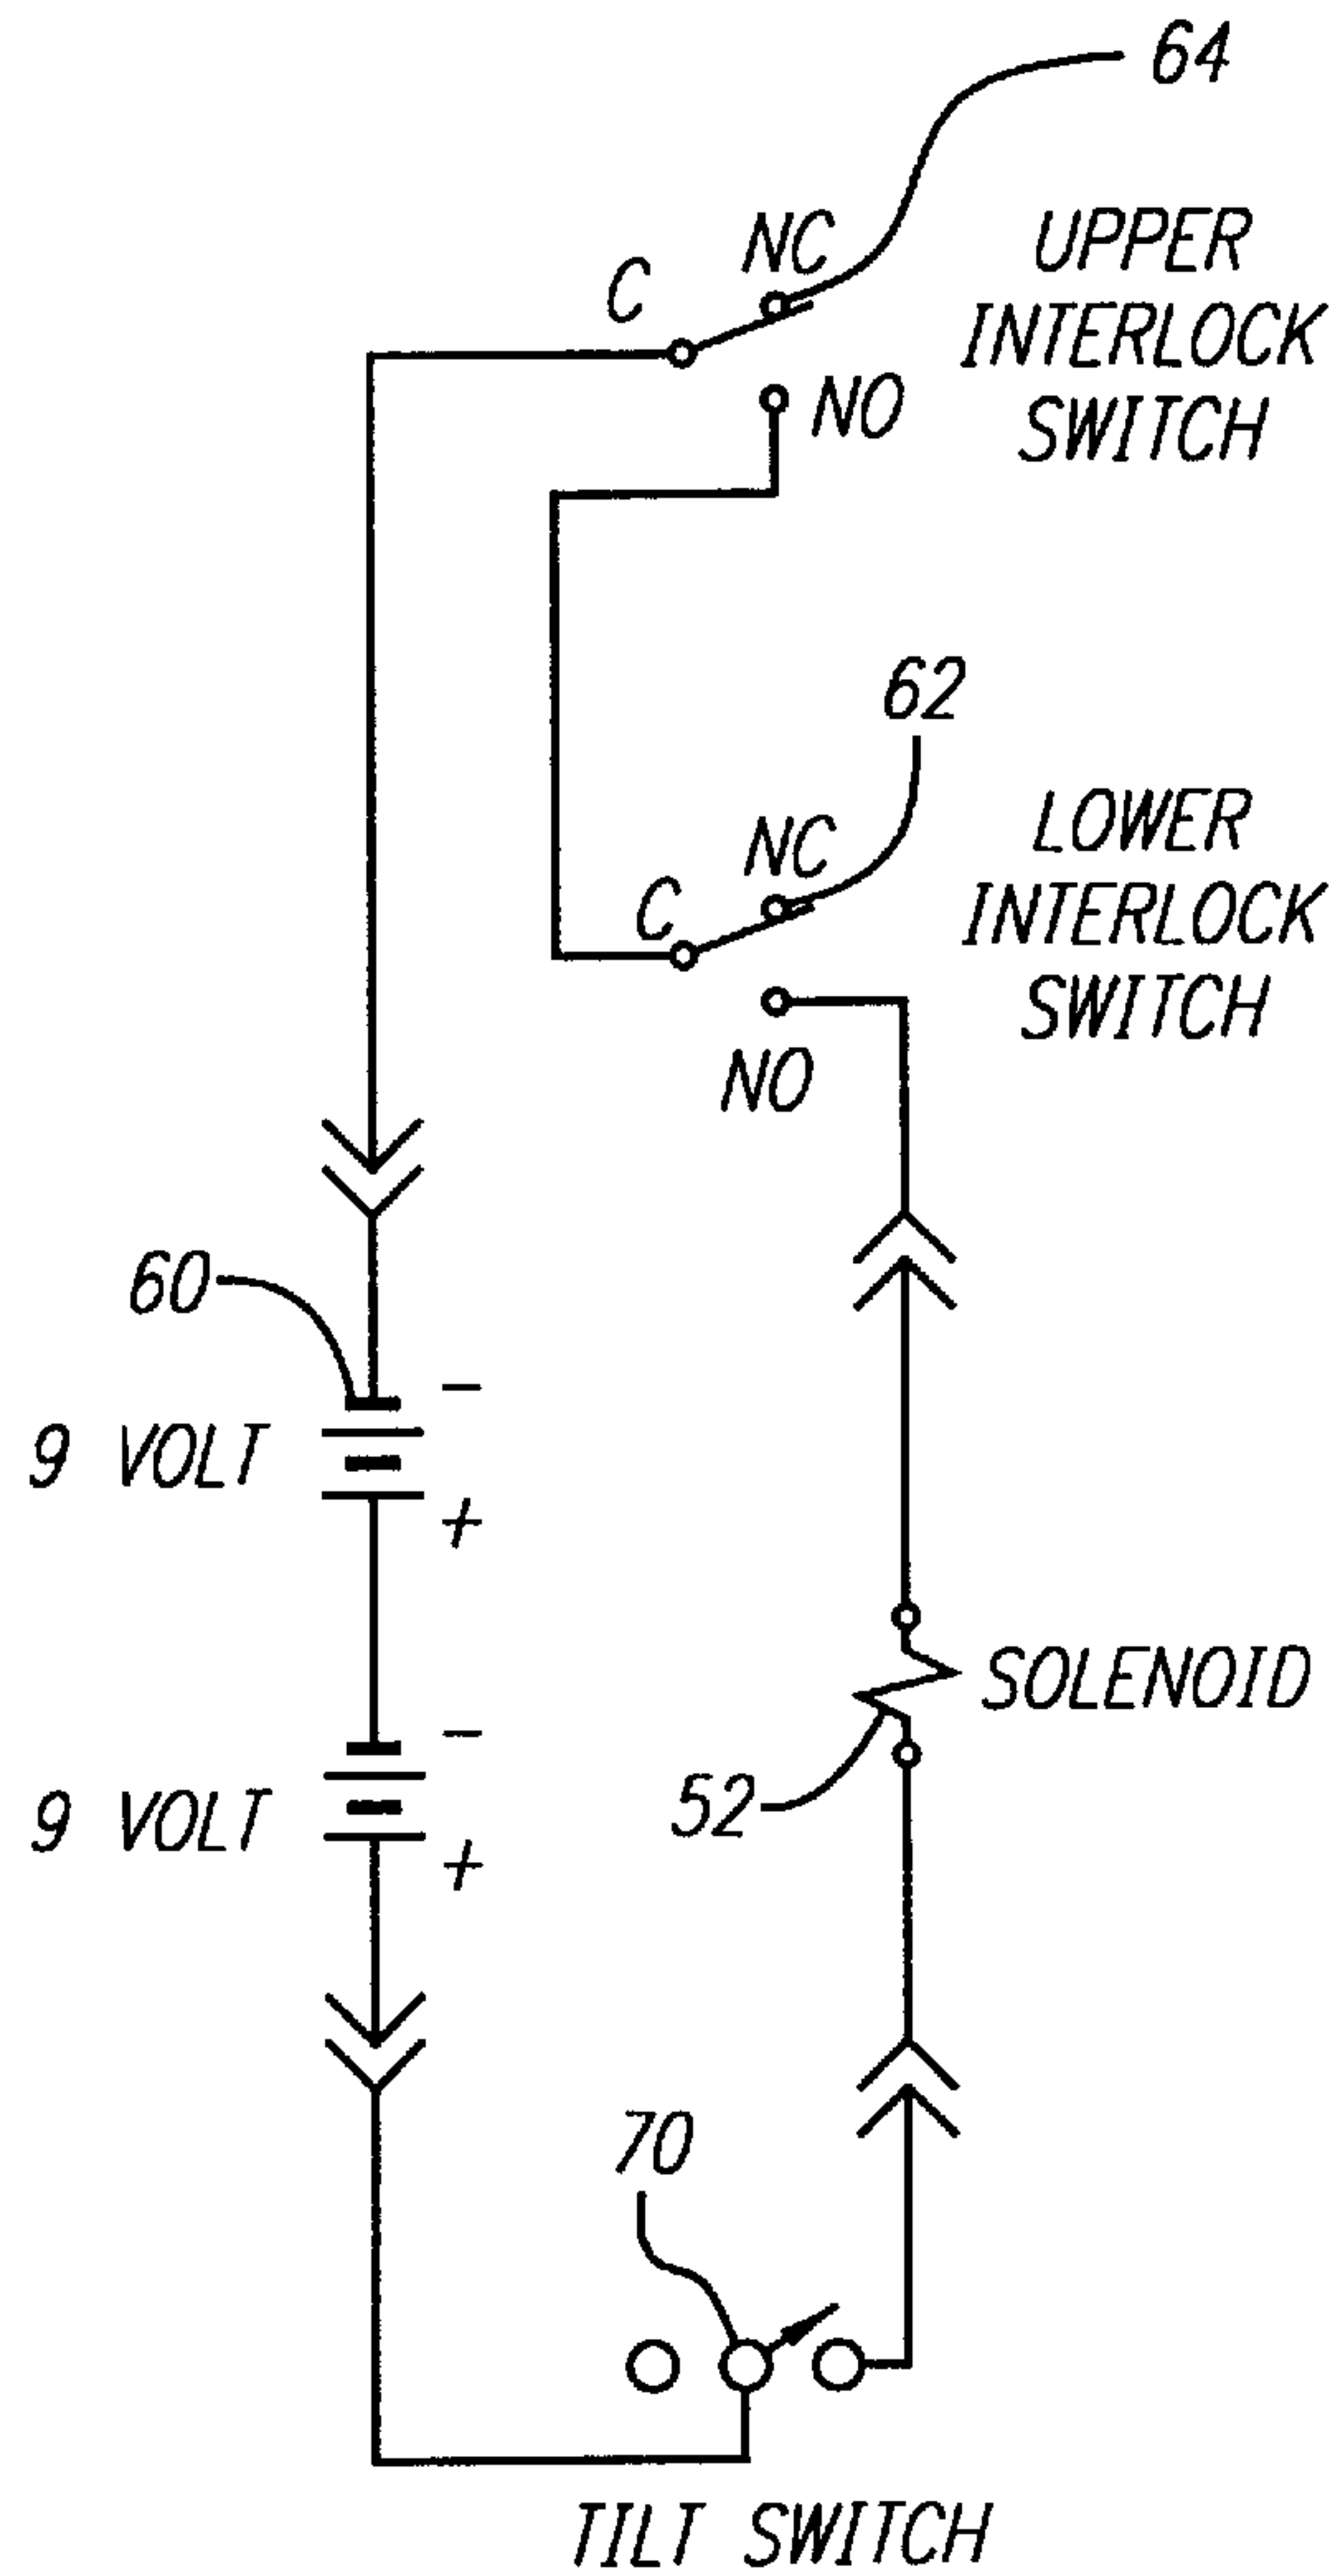 64
UPPER
INTERLOCK
SWITCH
C
NC
NO
62
LOWER
INTERLOCK
SWITCH
C
NC
NO
60
9 VOLT
-
+
SOLENOID
52
9 VOLT
-
+
70
TILT SWITCH